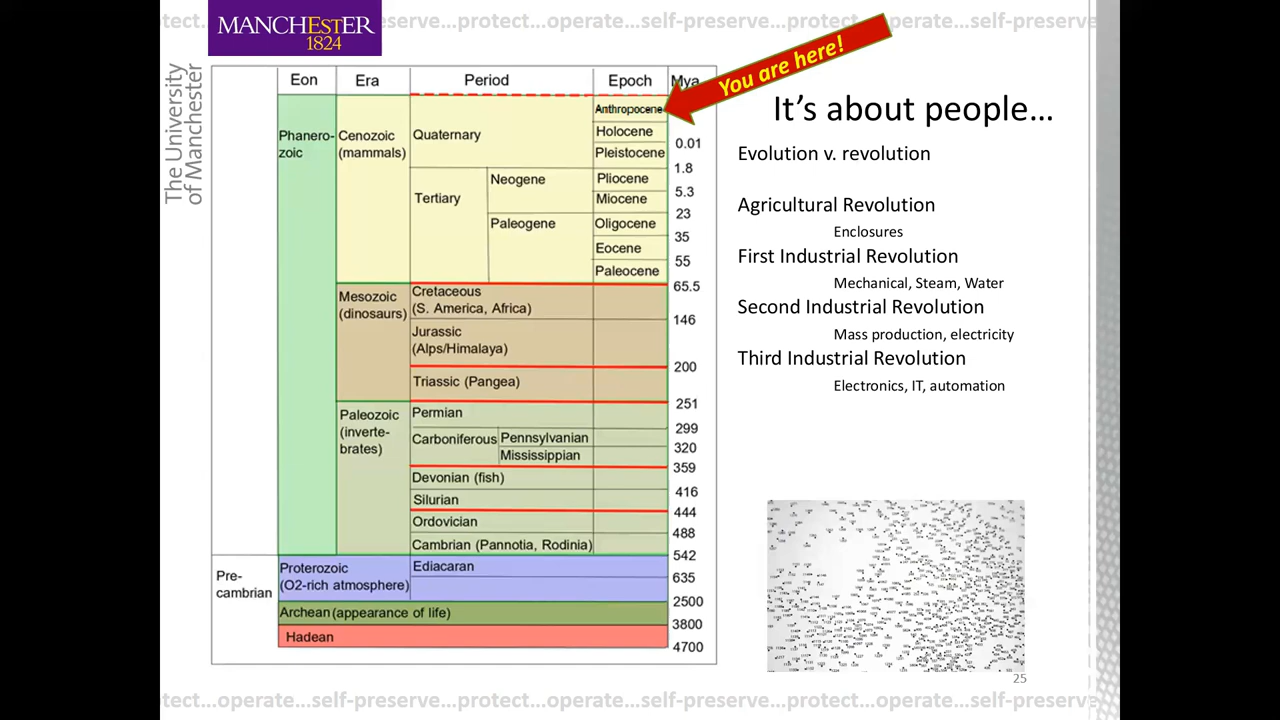 protect...operate...self-preserve...protect...operate...self-preserve
MANCHESTER
1824
The University
of Manchester
You are here!
It's about people...
Eon Era Period Epoch Mya
Phanero-
zoic
Cenozoic
(mammals)
Quaternary
Anthropocene
Holocene
0.01
Pleistocene
1.8
Tertiary
Neogene
Pliocene
5.3
Miocene
23
Paleogene
Oligocene
35
Eocene
55
Paleocene
65.5
Mesozoic
(dinosaurs)
Cretaceous
(S. America, Africa)
146
Jurassic
(Alps/Himalaya)
200
Triassic (Pangea)
251
Paleozoic
(inverte-
brates)
Permian
299
Carboniferous
Pennsylvanian
320
Mississippian
359
Devonian (fish)
416
Silurian
444
Ordovician
488
Cambrian (Pannotia, Rodinia)
542
Pre-
cambrian
Proterozoic
(O2-rich atmosphere)
Ediacaran
635
2500
Archean (appearance of life)
3800
Hadean
4700
Evolution v. revolution
Agricultural Revolution
Enclosures
First Industrial Revolution
Mechanical, Steam, Water
Second Industrial Revolution
Mass production, electricity
Third Industrial Revolution
Electronics, IT, automation
25
tect...operate...self-preserve...protect...operate...self-preserve...protect...operate...self-preserve